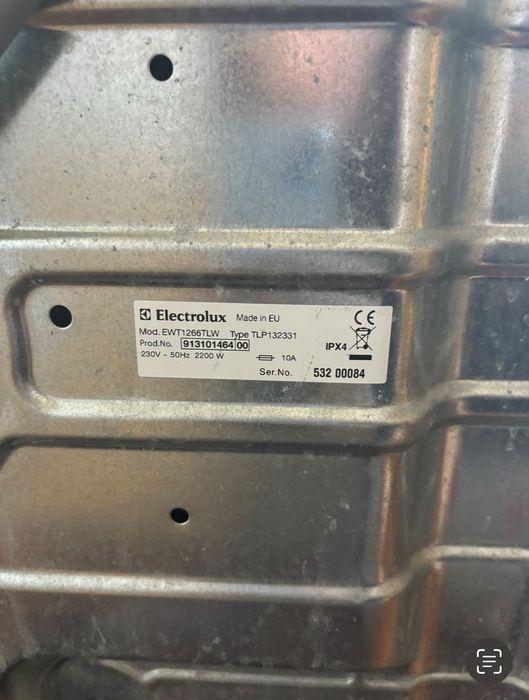 Electrolux Made in EU
Mod. EWT1266TLW Type TLP132331
Prod.No. 913101464 00
230V ~ 50Hz 2200 W 10A
IPX4
Ser.No. 532 00084
CE